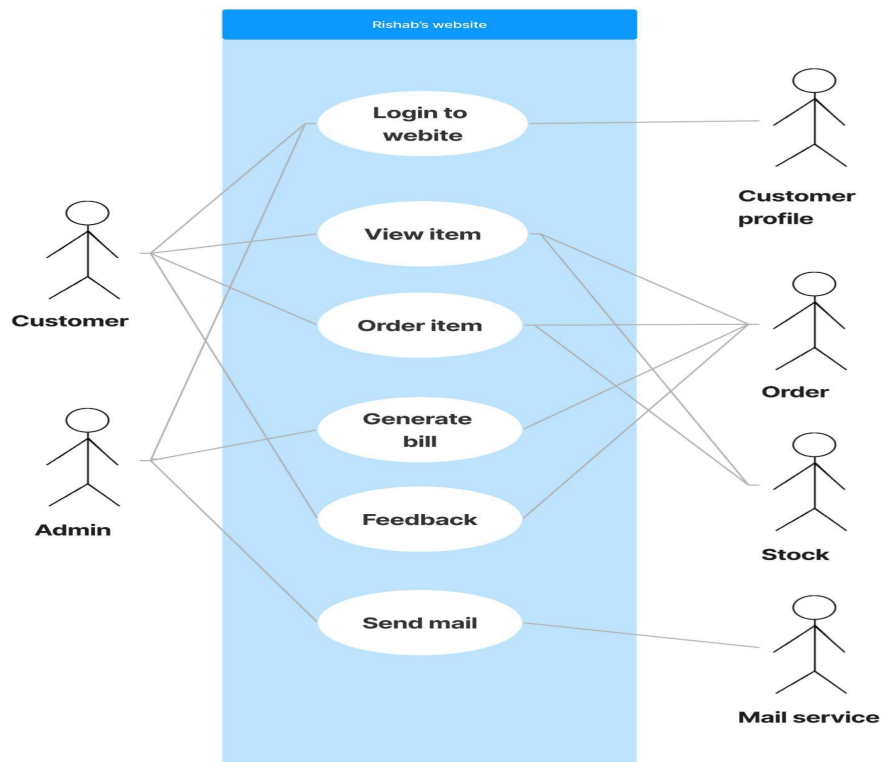 Rishab's website
Login to
webite
Customer
profile
View item
Customer
Order item
Order
Generate
bill
Admin
Feedback
Stock
Send mail
Mail service